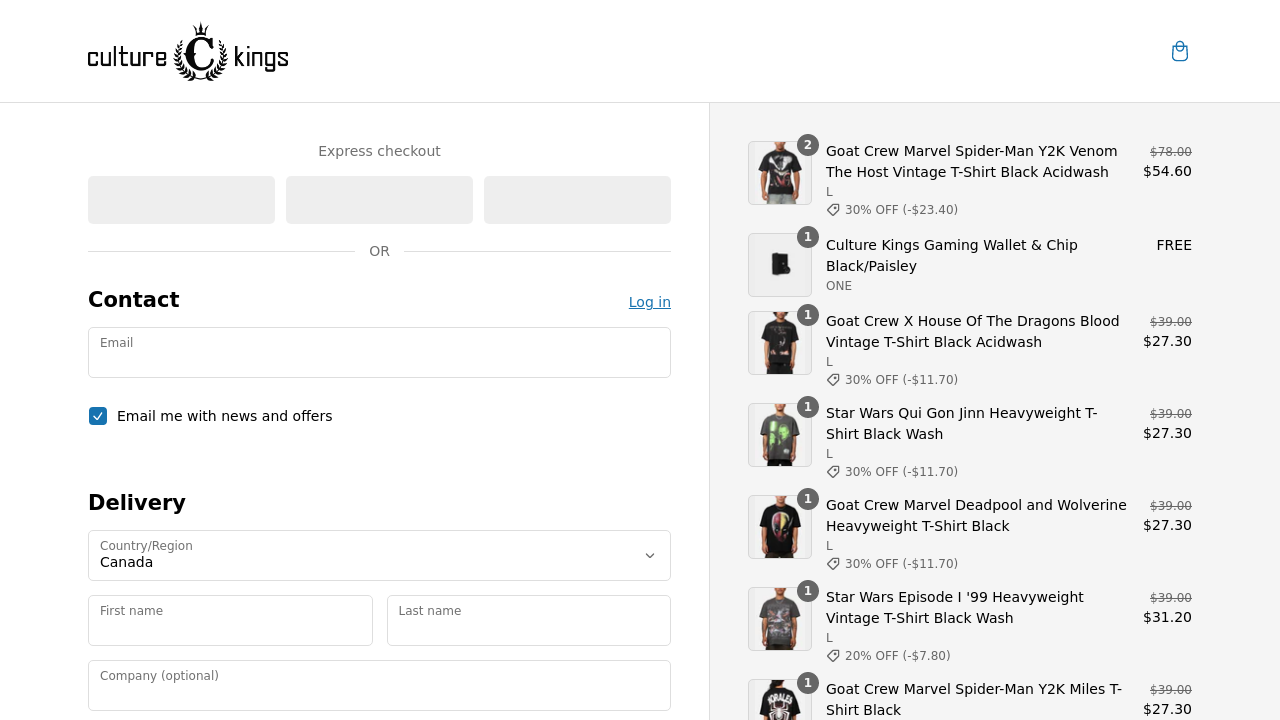 culture C kings
Express checkout
OR
Contact
Log in
Email
Email me with news and offers
Delivery
Country/Region
Canada
First name
Last name
Company (optional)
2
Goat Crew Marvel Spider-Man Y2K Venom
The Host Vintage T-Shirt Black Acidwash
L
30% OFF (-$23.40)
$78.00
$54.60
1
Culture Kings Gaming Wallet & Chip
Black/Paisley
ONE
FREE
1
Goat Crew X House Of The Dragons Blood
Vintage T-Shirt Black Acidwash
L
30% OFF (-$11.70)
$39.00
$27.30
1
Star Wars Qui Gon Jinn Heavyweight T-
Shirt Black Wash
L
30% OFF (-$11.70)
$39.00
$27.30
1
Goat Crew Marvel Deadpool and Wolverine
Heavyweight T-Shirt Black
L
30% OFF (-$11.70)
$39.00
$27.30
1
Star Wars Episode I '99 Heavyweight
Vintage T-Shirt Black Wash
L
20% OFF (-$7.80)
$39.00
$31.20
1
MORALES
Goat Crew Marvel Spider-Man Y2K Miles T-
Shirt Black
$39.00
$27.30